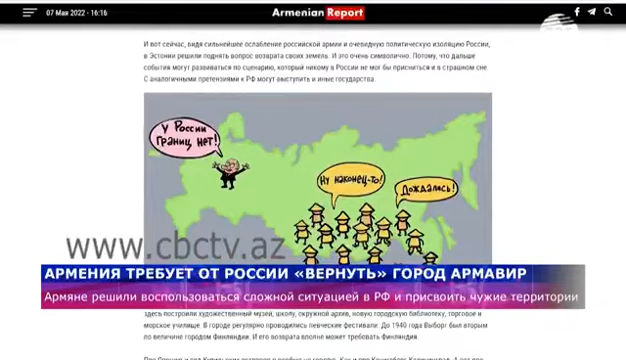 07 Мая 2022 - 16:16
Armenian Report
И вот сейчас, видя сильнейшее ослабление российской армии и очевидную политическую изоляцию России,
в Эстонии решили поднять вопрос возврата своих земель. И это очень символично. Потому, что дальше
события могут развиваться по сценарию, который никому в России не мог бы присниться и в страшном сне.
С аналогичными претензиями к РФ могут выступить и иные государства.
У России
Границ нет!
Ну наконец-то!
Дождались!
www.cbctv.az
АРМЕНИЯ ТРЕБУЕТ ОТ РОССИИ «ВЕРНУТЬ» ГОРОД АРМАВИР
Армяне решили воспользоваться сложной ситуацией в РФ и присвоить чужие территории
здесь построили художественный музей, школу, окружной архив, новую городскую библиотеку, торговое и
морское училище. В городе регулярно проводились певческие фестивали. До 1940 года Выборг был вторым
по величине городом Финляндии. И его возврата вполне может требовать Финляндия.